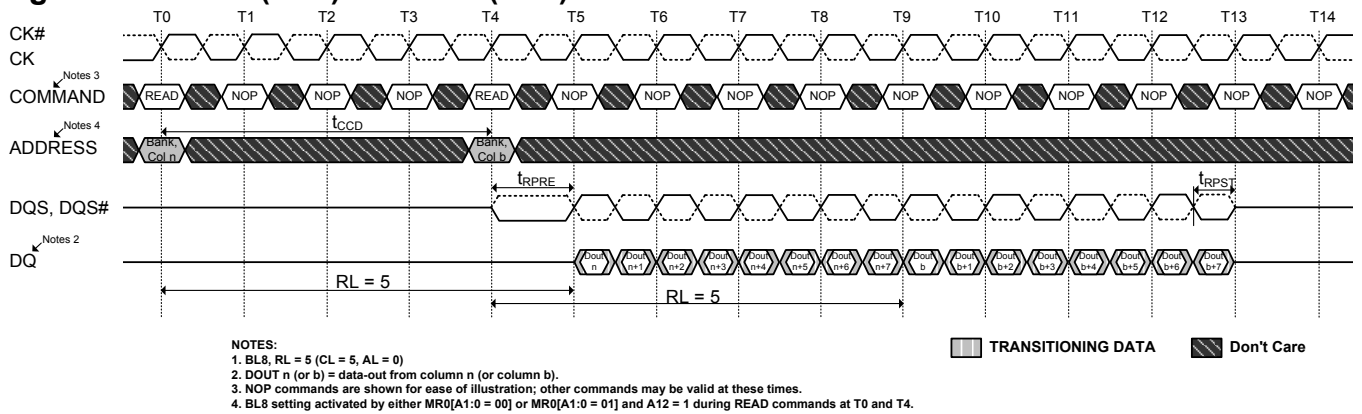 T0 T1 T2 T3 T4 T5 T6 T7 T8 T9 T10 T11 T12 T13 T14
CK#
CK
Notes 3
COMMAND READ NOP NOP NOP READ NOP NOP NOP NOP NOP NOP NOP NOP NOP NOP
tCCD
Notes 4
ADDRESS Bank, Col n Bank, Col b
tRPRE tRPST
DQS, DQS#
Notes 2
DQ Dout n Dout n+1 Dout n+2 Dout n+3 Dout n+4 Dout n+5 Dout n+6 Dout n+7 Dout b Dout b+1 Dout b+2 Dout b+3 Dout b+4 Dout b+5 Dout b+6 Dout b+7
RL = 5 RL = 5
TRANSITIONING DATA Don't Care
NOTES:
1. BL8, RL = 5 (CL = 5, AL = 0)
2. DOUT n (or b) = data-out from column n (or column b).
3. NOP commands are shown for ease of illustration; other commands may be valid at these times.
4. BL8 setting activated by either MR0[A1:0 = 00] or MR0[A1:0 = 01] and A12 = 1 during READ commands at T0 and T4.